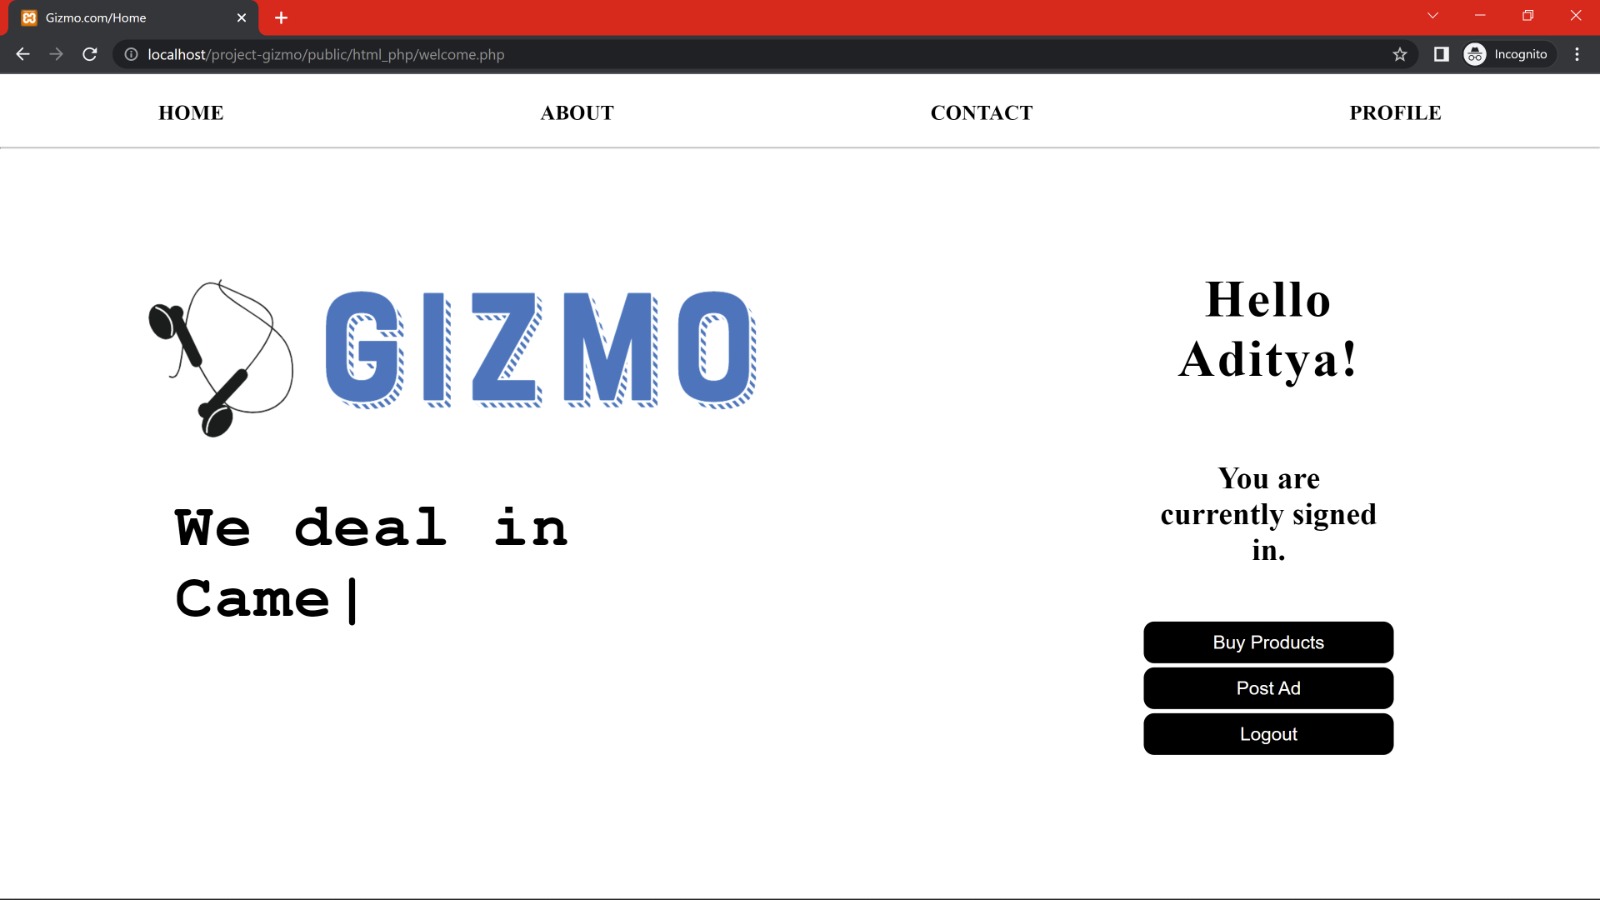 Gizmo.com/Home
localhost/project-gizmo/public/html_php/welcome.php
Incognito
HOME ABOUT CONTACT PROFILE
GIZMO
We deal in
Came|
Hello
Aditya!
You are
currently signed
in.
Buy Products
Post Ad
Logout